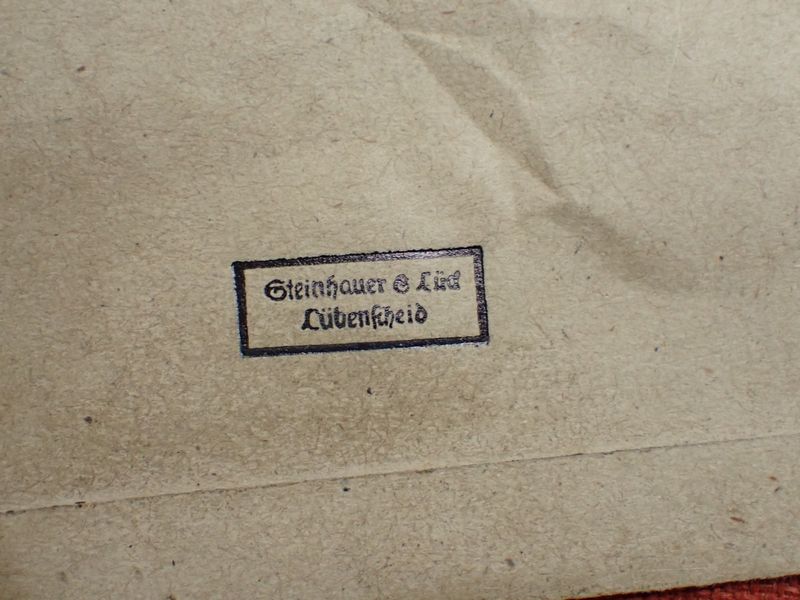 Steinhauer & Lück
Lüdenscheid